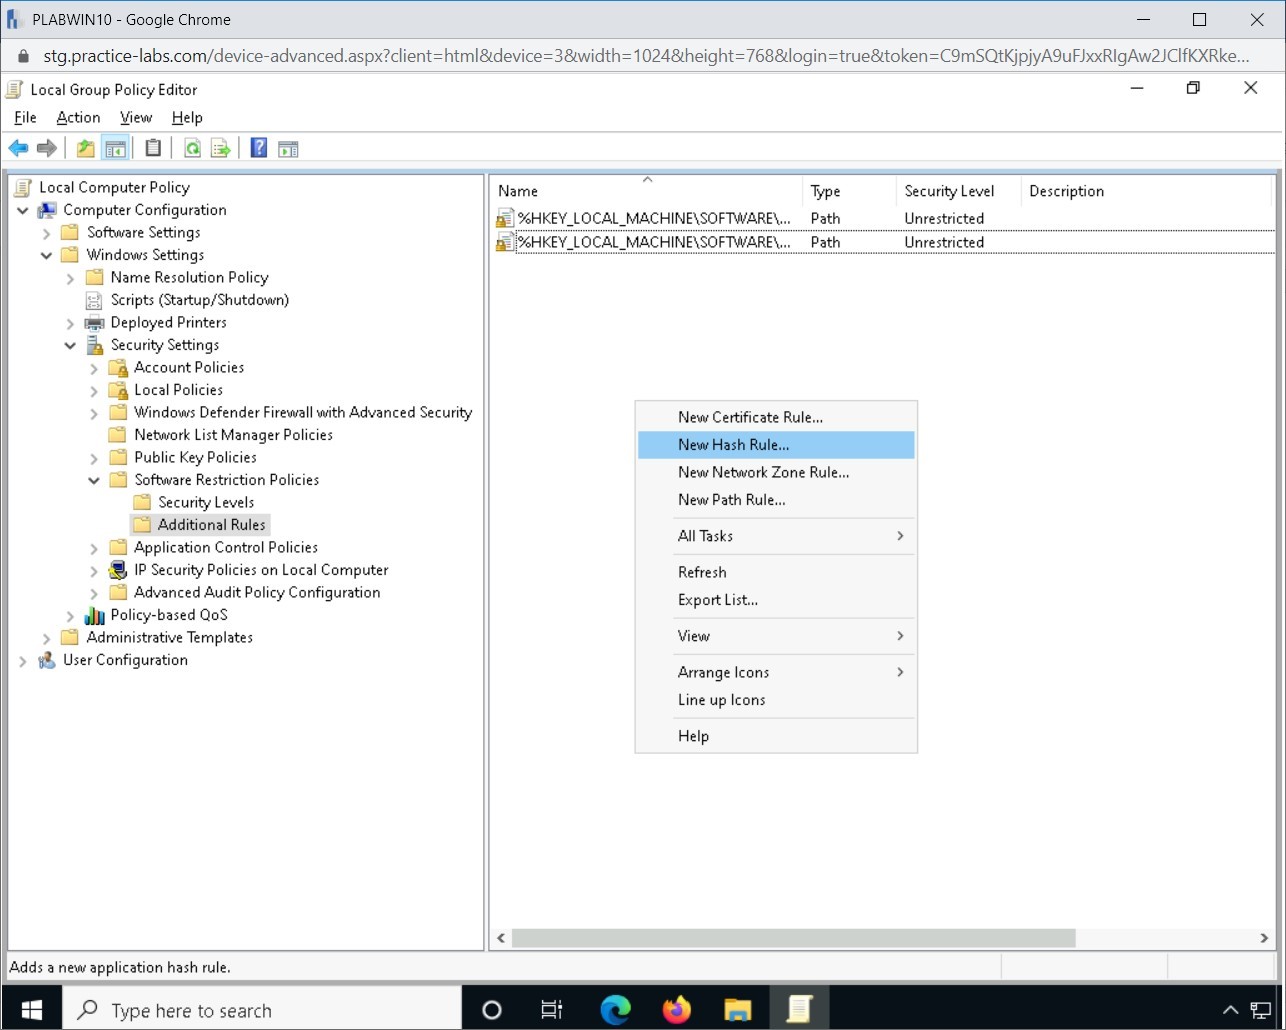 PLABWIN10 - Google Chrome
stg.practice-labs.com/device-advanced.aspx?client=html&device=3&width=1024&height=768&login=true&token=C9mSQtKjpjyA9uFJxxRIgAw2JClfKXRke...
Local Group Policy Editor
File Action View Help
Local Computer Policy
Computer Configuration
Software Settings
Windows Settings
Name Resolution Policy
Scripts (Startup/Shutdown)
Deployed Printers
Security Settings
Account Policies
Local Policies
Windows Defender Firewall with Advanced Security
Network List Manager Policies
Public Key Policies
Software Restriction Policies
Security Levels
Additional Rules
Application Control Policies
IP Security Policies on Local Computer
Advanced Audit Policy Configuration
Policy-based QoS
Administrative Templates
User Configuration
Name Type Security Level Description
%HKEY_LOCAL_MACHINE\SOFTWARE\... Path Unrestricted
%HKEY_LOCAL_MACHINE\SOFTWARE\... Path Unrestricted
New Certificate Rule...
New Hash Rule...
New Network Zone Rule...
New Path Rule...
All Tasks
Refresh
Export List...
View
Arrange Icons
Line up Icons
Help
Adds a new application hash rule.
Type here to search